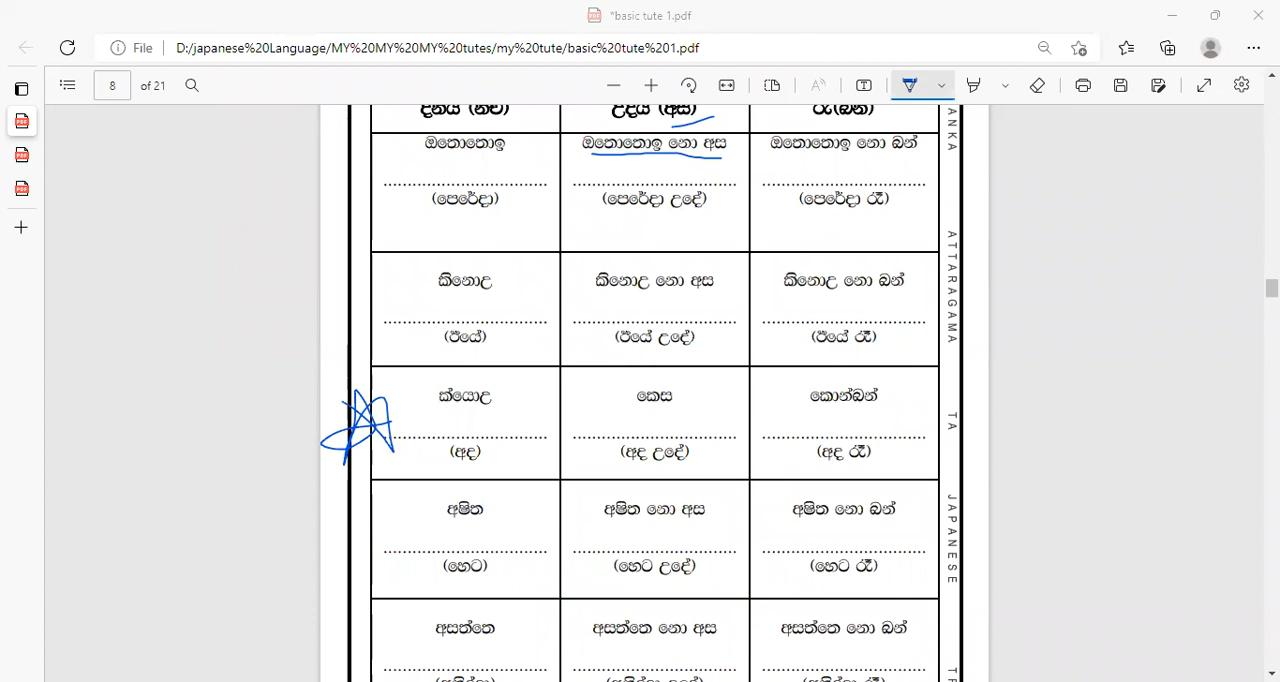 *basic tute 1.pdf
File D:/japanese%20Language/MY%20MY%20MY%20tutes/my%20tute/basic%20tute%201.pdf
8 of 21
දිනය (නිචි) උදය (අස) රෑ(බන්)
ඔතොතොඉ ඔතොතොඉ නො අස ඔතොතොඉ නො බන්
(පෙරේදා) (පෙරේදා උදේ) (පෙරේදා රෑ)
කිනොඋ කිනොඋ නො අස කිනොඋ නො බන්
(ඊයේ) (ඊයේ උදේ) (ඊයේ රෑ)
ක්යොඋ කෙස කොන්බන්
(අද) (අද උදේ) (අද රෑ)
අෂිත අෂිත නො අස අෂිත නො බන්
(හෙට) (හෙට උදේ) (හෙට රෑ)
අසත්තෙ අසත්තෙ නො අස අසත්තෙ නො බන්
ANKA
ATTARAGAMA
TA
JAPANESE